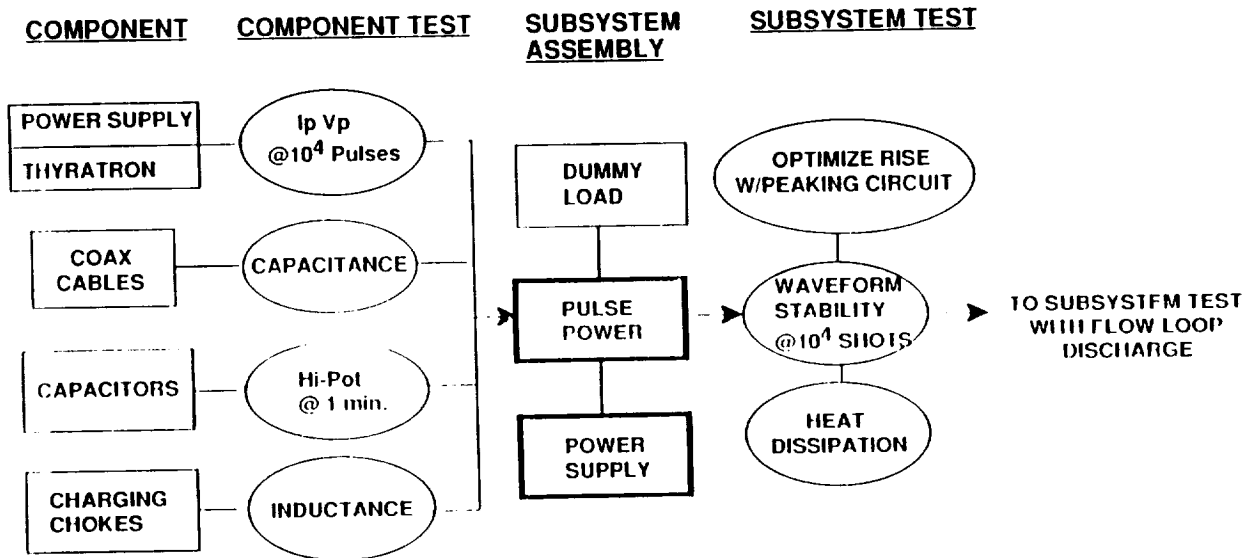 COMPONENT
COMPONENT TEST
SUBSYSTEM
ASSEMBLY
SUBSYSTEM TEST
POWER SUPPLY
THYRATRON
Ip Vp
@10⁴ Pulses
COAX
CABLES
CAPACITANCE
CAPACITORS
Hi-Pot
@ 1 min.
CHARGING
CHOKES
INDUCTANCE
DUMMY
LOAD
PULSE
POWER
POWER
SUPPLY
OPTIMIZE RISE
W/PEAKING CIRCUIT
WAVEFORM
STABILITY
@10⁴ SHOTS
HEAT
DISSIPATION
TO SUBSYSTEM TEST
WITH FLOW LOOP
DISCHARGE